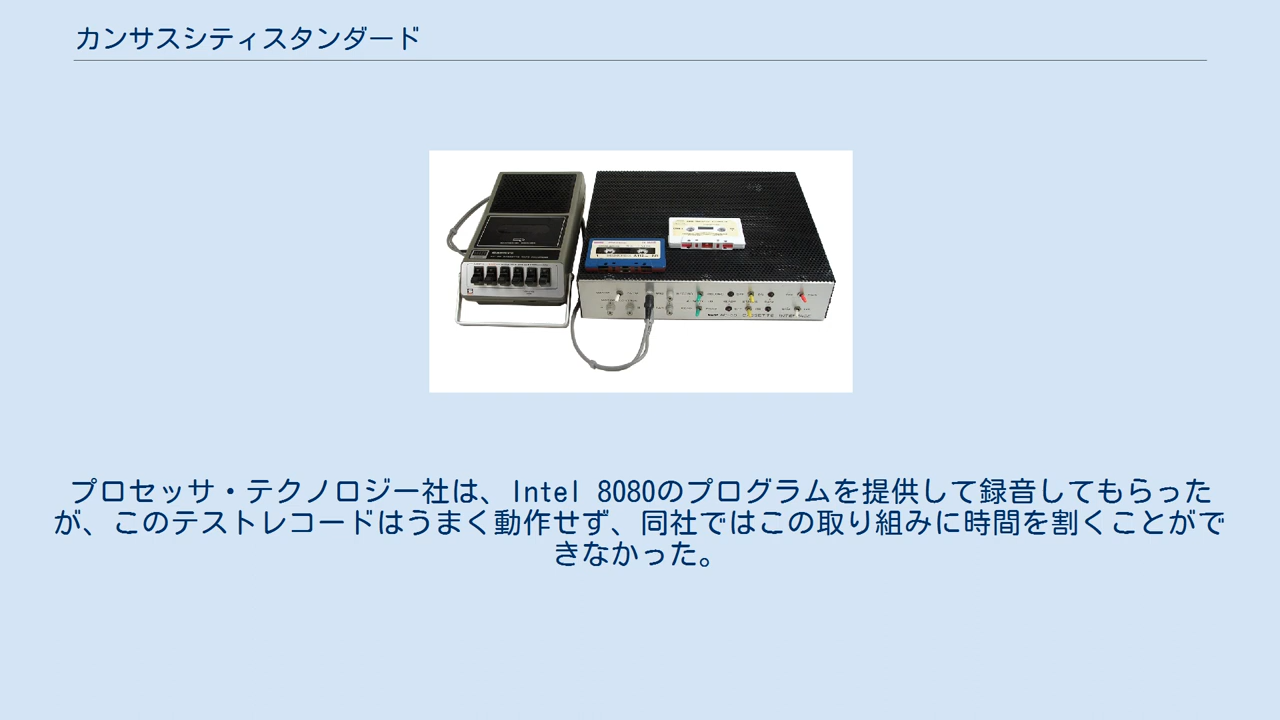 カンサスシティスタンダード
プロセッサ・テクノロジー社は、Intel 8080のプログラムを提供して録音してもらった
が、このテストレコードはうまく動作せず、同社ではこの取り組みに時間を割くことがで
きなかった。